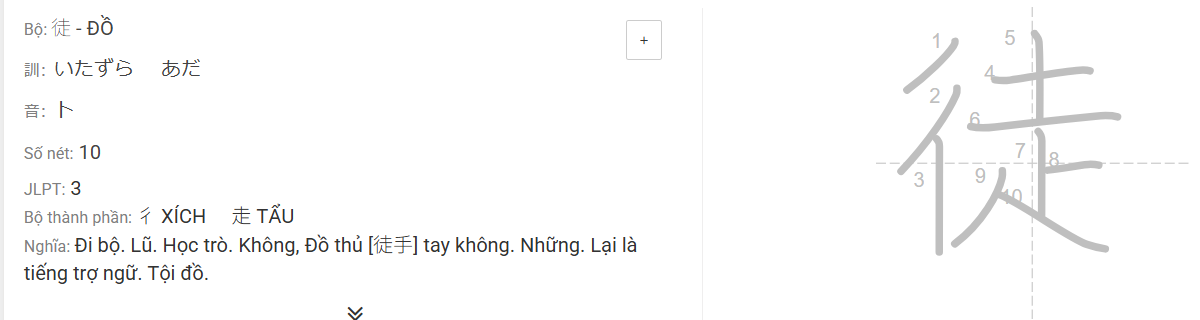 Bộ: 徒 - ĐỒ
+
訓: いたずら あだ
音: ト
Số nét: 10
JLPT: 3
Bộ thành phần: 彳 XÍCH 走 TẨU
Nghĩa: Đi bộ. Lũ. Học trò. Không, Đồ thủ [徒手] tay không. Những. Lại là
tiếng trợ ngữ. Tội đồ.
徒
1
2
3
4
5
6
7
8
9
10